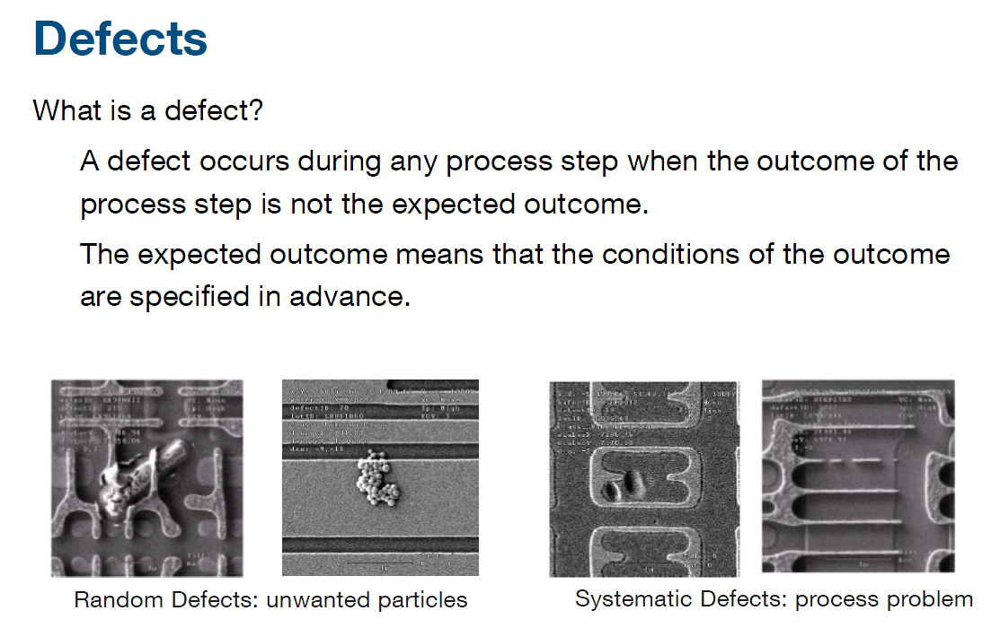 Defects
What is a defect?
A defect occurs during any process step when the outcome of the
process step is not the expected outcome.
The expected outcome means that the conditions of the outcome
are specified in advance.
defectID: 70
Random Defects: unwanted particles
Systematic Defects: process problem